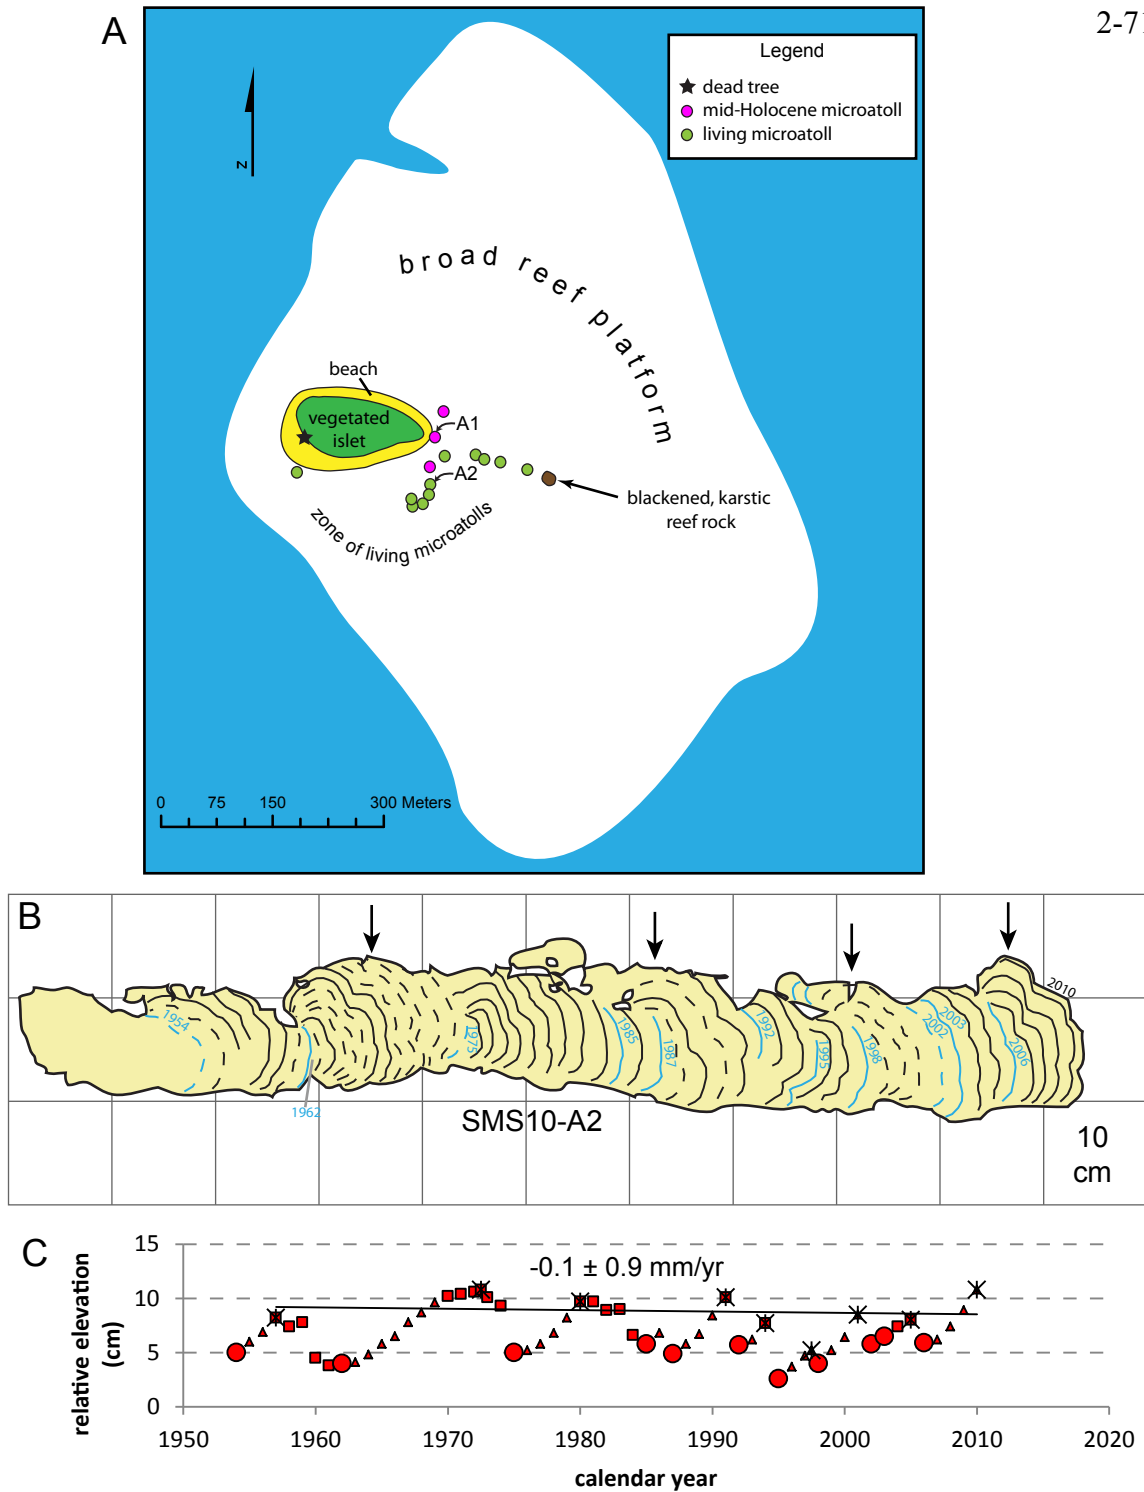 2-71
A
Legend
dead tree
mid-Holocene microatoll
living microatoll
z
broad reef platform
beach
vegetated
islet
A1
A2
blackened, karstic
reef rock
zone of living microatolls
0 75 150 300 Meters
B
1954
1962
1975
1985
1987
1992
1995
1998
2002
2003
2006
2010
SMS10-A2
10
cm
C
relative elevation
(cm)
15
10
5
0
-0.1 ± 0.9 mm/yr
1950 1960 1970 1980 1990 2000 2010 2020
calendar year